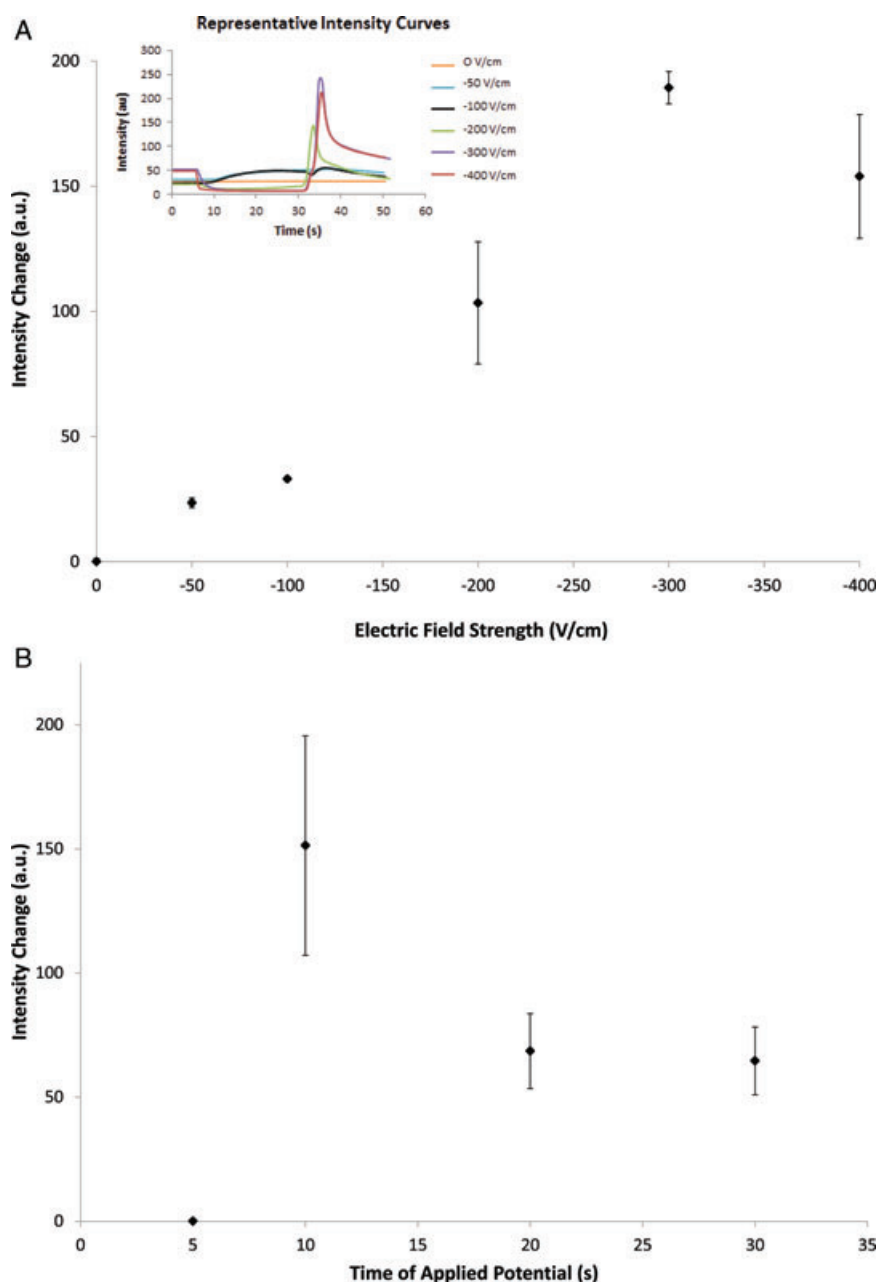 A
Representative Intensity Curves
300
250
200
150
100
50
0
Intensity (au)
0 10 20 30 40 50 60
Time (s)
O V/cm
-50 V/cm
-100 V/cm
-200 V/cm
-300 V/cm
-400 V/cm
200
150
100
50
0
Intensity Change (a.u.)
0 -50 -100 -150 -200 -250 -300 -350 -400
Electric Field Strength (V/cm)
B
200
150
100
50
0
Intensity Change (a.u.)
0 5 10 15 20 25 30 35
Time of Applied Potential (s)